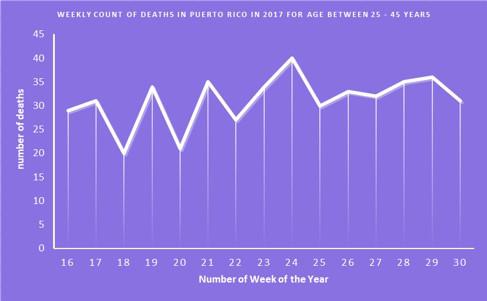 WEEKLY COUNT OF DEATHS IN PUERTO RICO IN 2017 FOR AGE BETWEEN 25 - 45 YEARS
number of deaths
45
40
35
30
25
20
15
10
5
0
16 17 18 19 20 21 22 23 24 25 26 27 28 29 30
Number of Week of the Year